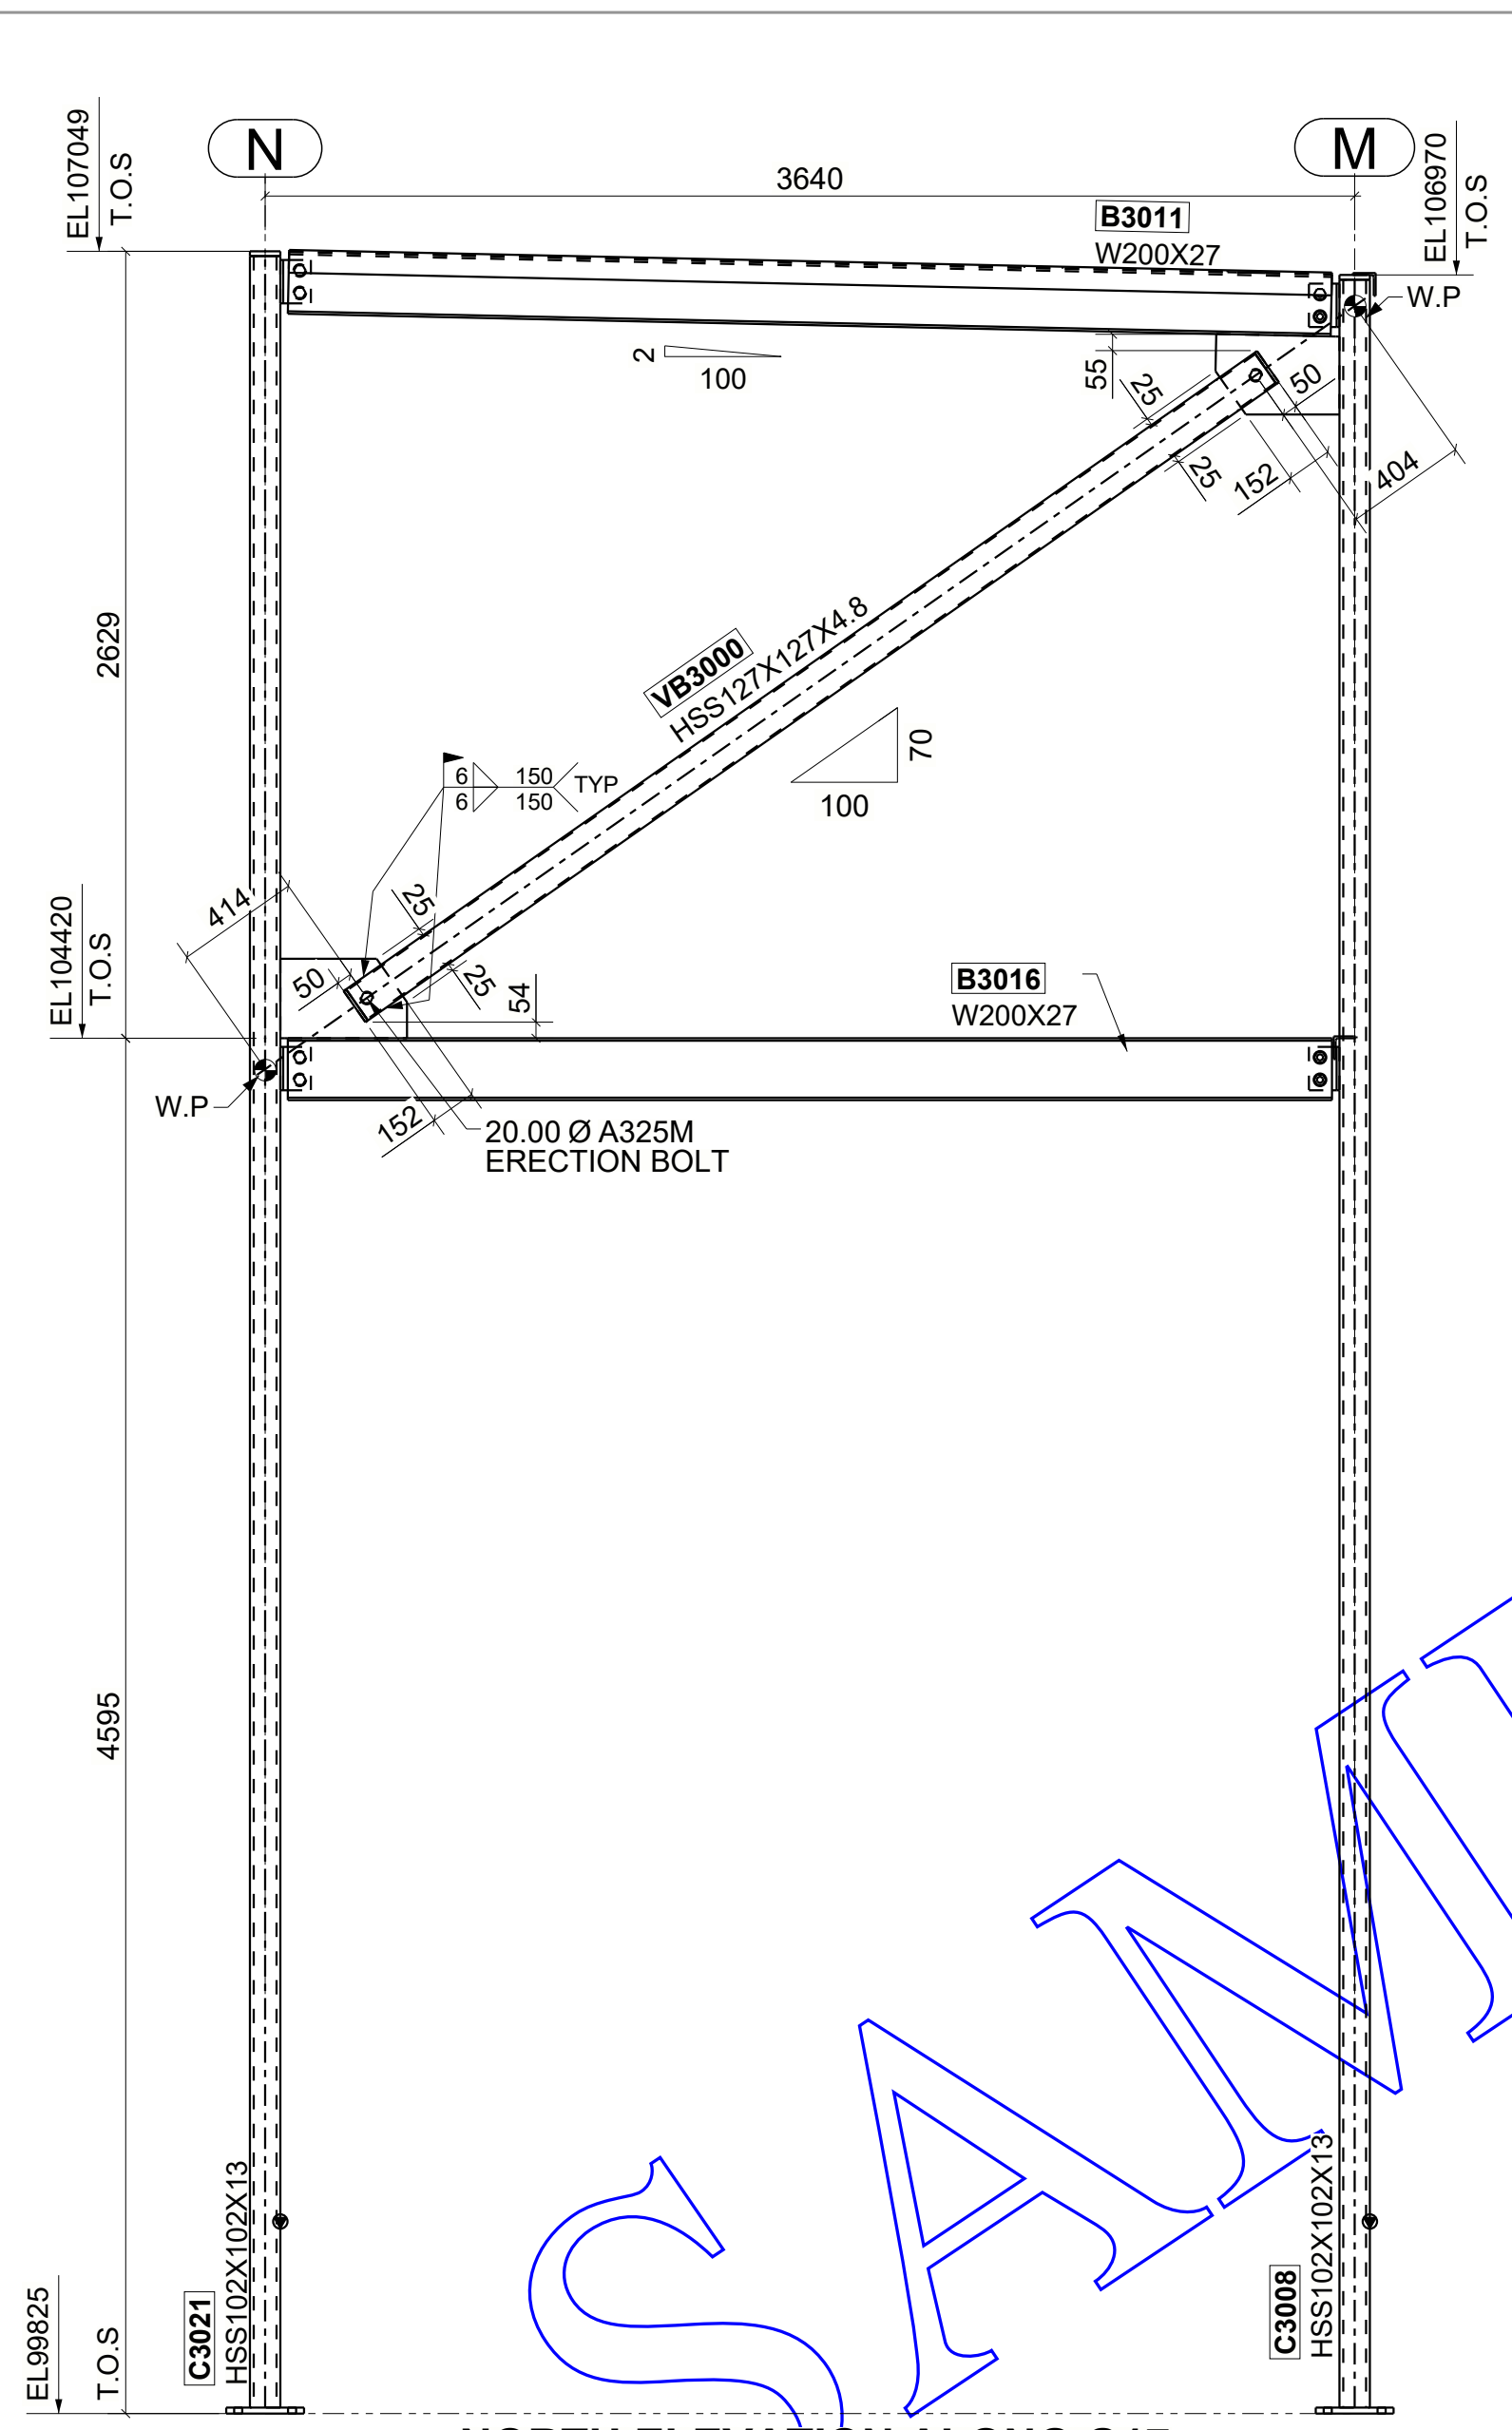 N
M
EL107049
T.O.S
EL106970
T.O.S
3640
B3011
W200X27
W.P
2
100
55
25
50
25
152
404
2629
VB3000
HSS127X127X4.8
70
100
6 150
6 150
TYP
414
25
EL104420
T.O.S
50
25
54
B3016
W200X27
W.P
152
20.00 Ø A325M
ERECTION BOLT
4595
HSS102X102X13
C3021
HSS102X102X13
C3008
EL99825
T.O.S
SAM